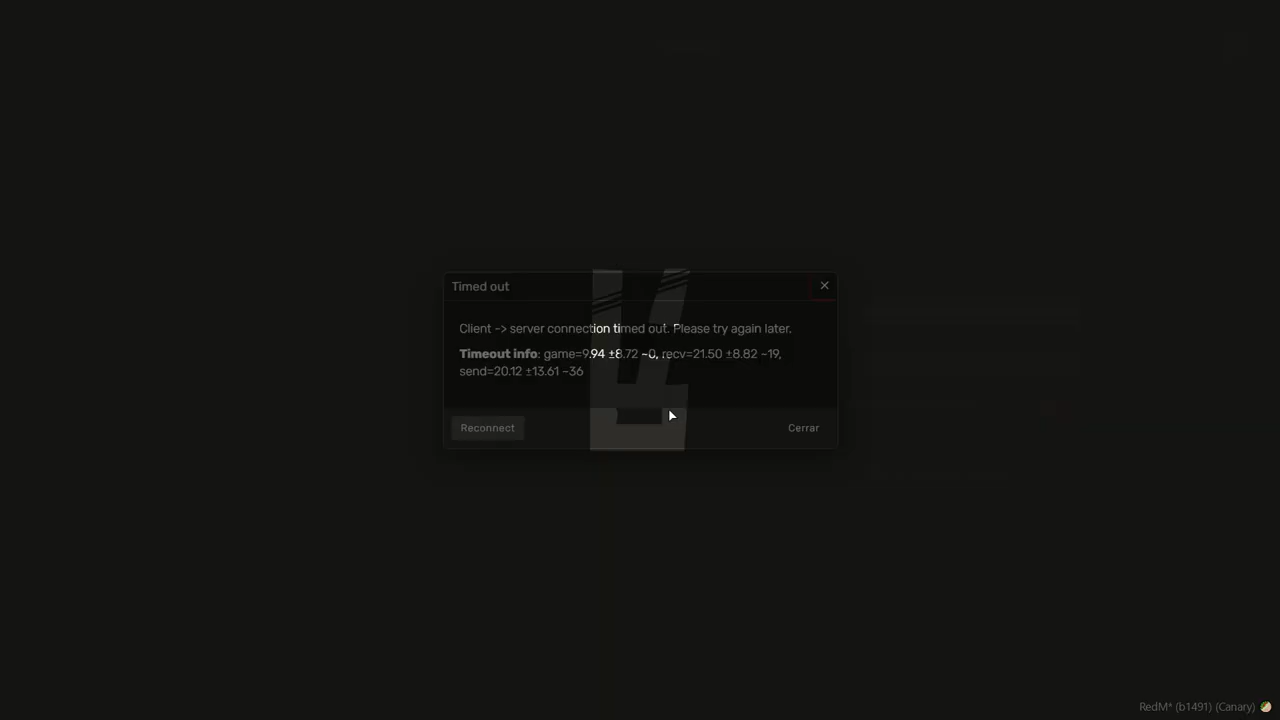 Timed out
Client -> server connection timed out. Please try again later.
Timeout info: game=9.94 ±8.72 ~0, recv=21.50 ±8.82 ~19,
send=20.12 ±13.61 ~36
Reconnect
Cerrar
RedM* (b1491) (Canary)